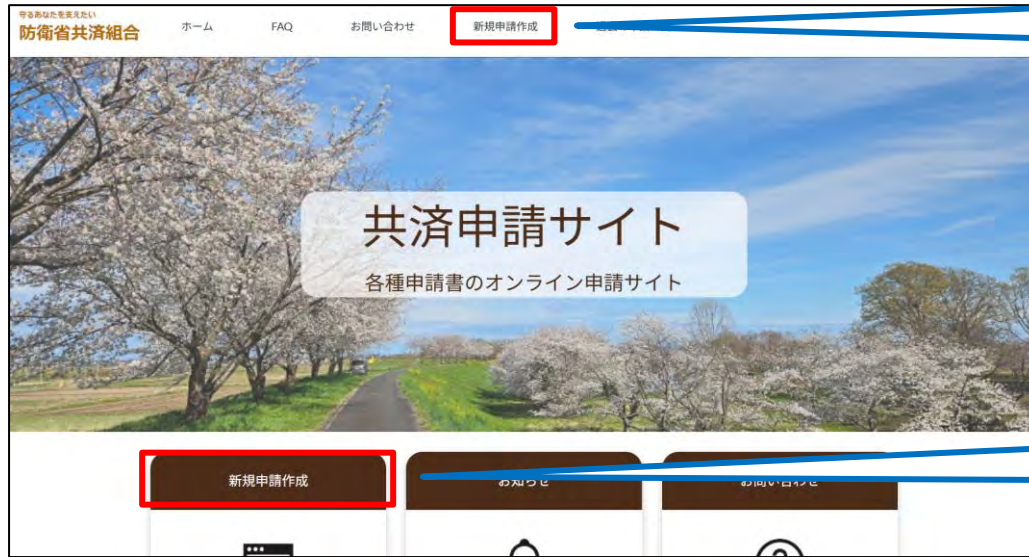 守るあなたを支えたい
防衛省共済組合
ホーム
FAQ
お問い合わせ
新規申請作成
共済申請サイト
各種申請書のオンライン申請サイト
新規申請作成
お知らせ
お問い合わせ